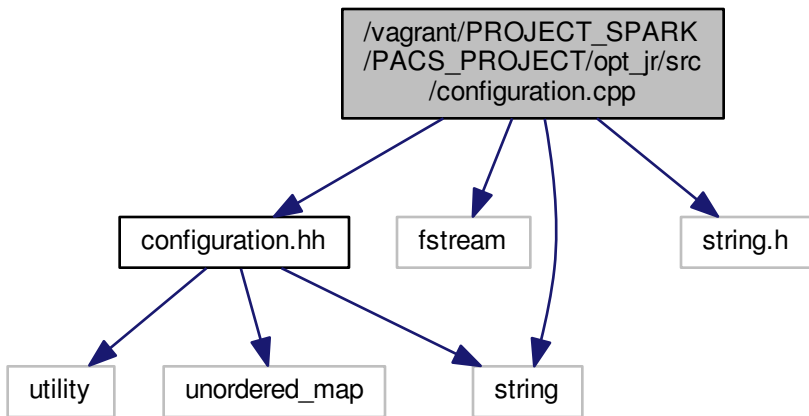 /vagrant/PROJECT_SPARK
/PACS_PROJECT/opt_jr/src
/configuration.cpp
configuration.hh
fstream
string.h
utility
unordered_map
string